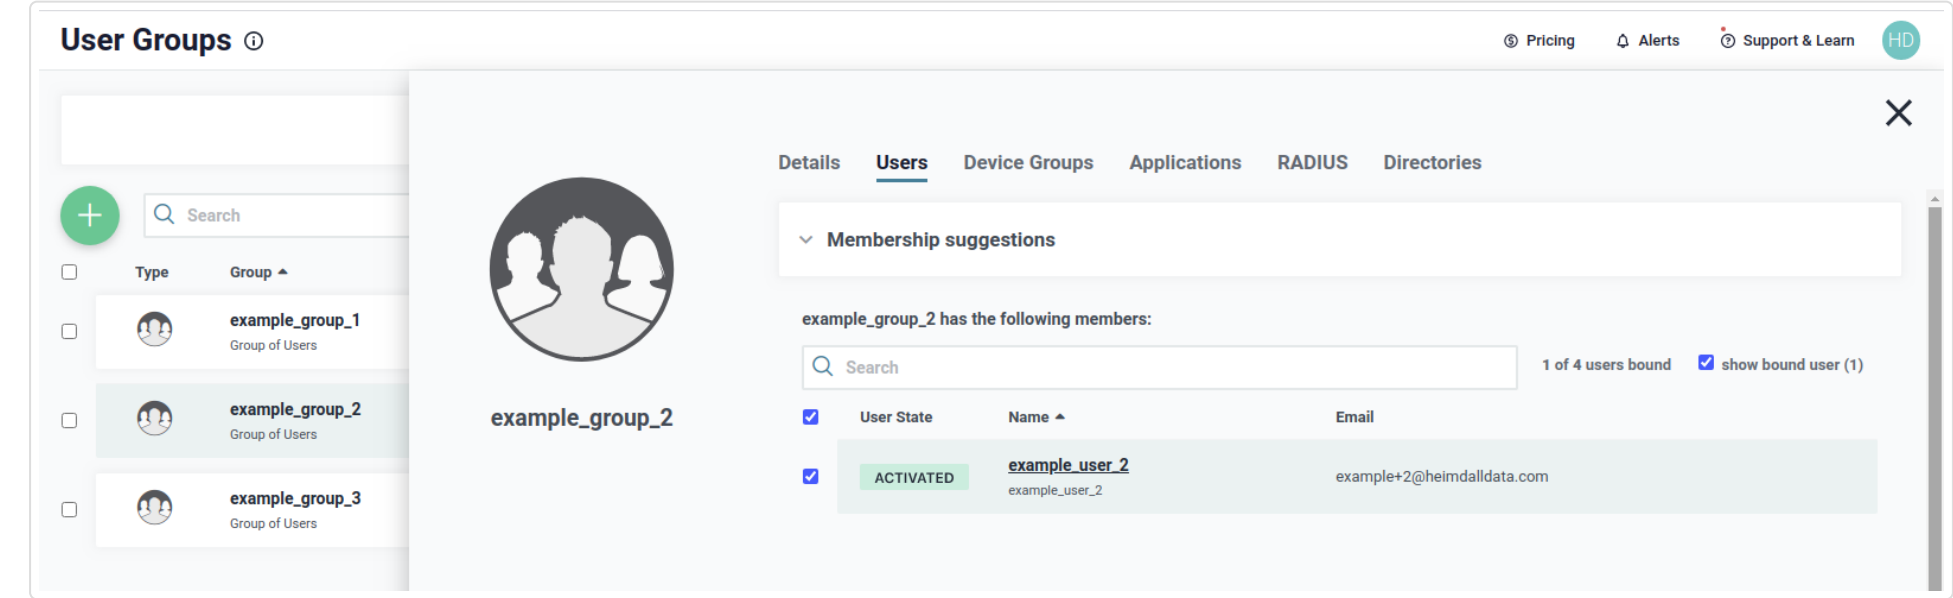 User Groups
Pricing
Alerts
Support & Learn
HD
Details
Users
Device Groups
Applications
RADIUS
Directories
Search
Membership suggestions
Type
Group
example_group_1
Group of Users
example_group_2
Group of Users
example_group_3
Group of Users
example_group_2
example_group_2 has the following members:
Search
1 of 4 users bound
show bound user (1)
User State
Name
Email
ACTIVATED
example_user_2
example_user_2
example+2@heimdalldata.com